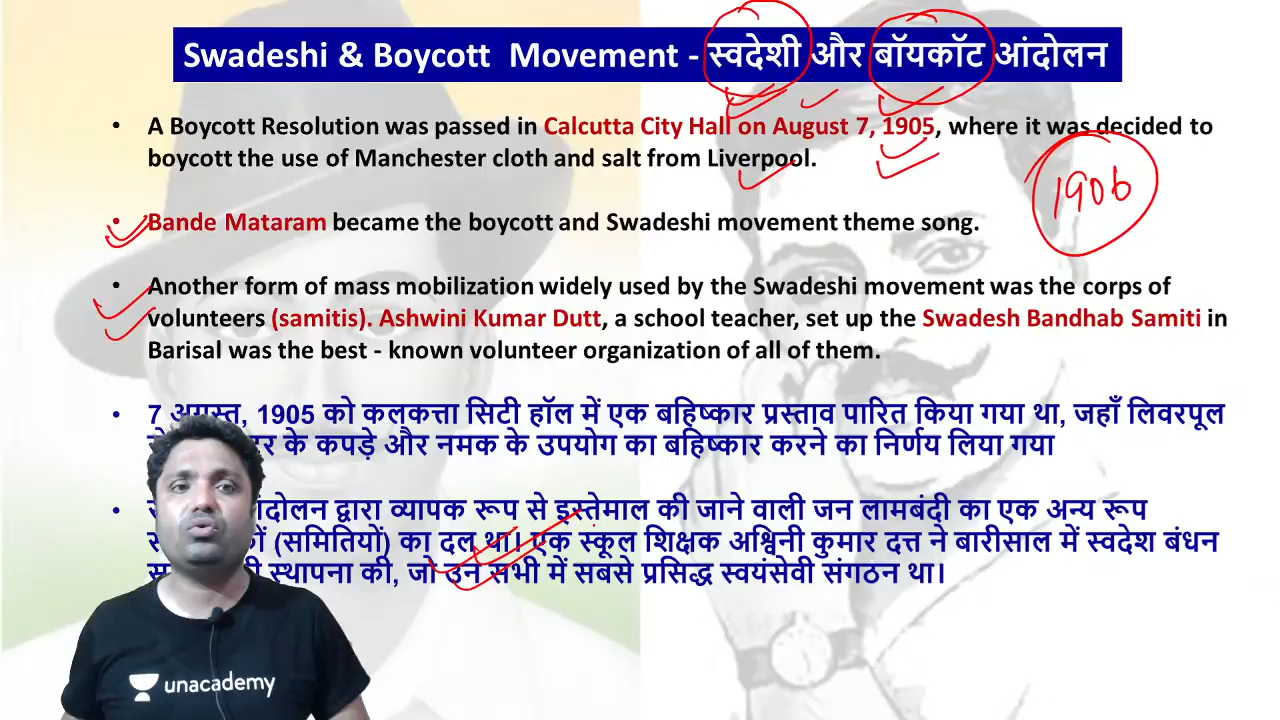 Swadeshi & Boycott Movement - स्वदेशी और बॉयकॉट आंदोलन
• A Boycott Resolution was passed in Calcutta City Hall on August 7, 1905, where it was decided to
boycott the use of Manchester cloth and salt from Liverpool.
1906
• Bande Mataram became the boycott and Swadeshi movement theme song.
• Another form of mass mobilization widely used by the Swadeshi movement was the corps of
volunteers (samitis). Ashwini Kumar Dutt, a school teacher, set up the Swadesh Bandhab Samiti in
Barisal was the best - known volunteer organization of all of them.
• 7 अगस्त, 1905 को कलकत्ता सिटी हॉल में एक बहिष्कार प्रस्ताव पारित किया गया था, जहाँ लिवरपूल
के कपड़े और नमक के उपयोग का बहिष्कार करने का निर्णय लिया गया
• द्वारा व्यापक रूप से इस्तेमाल की जाने वाली जन लामबंदी का एक अन्य रूप
(समितियों) का दल था। एक स्कूल शिक्षक अश्विनी कुमार दत्त ने बारीसाल में स्वदेश बंधन
स्थापना की, जो उन सभी में सबसे प्रसिद्ध स्वयंसेवी संगठन था।
unacademy